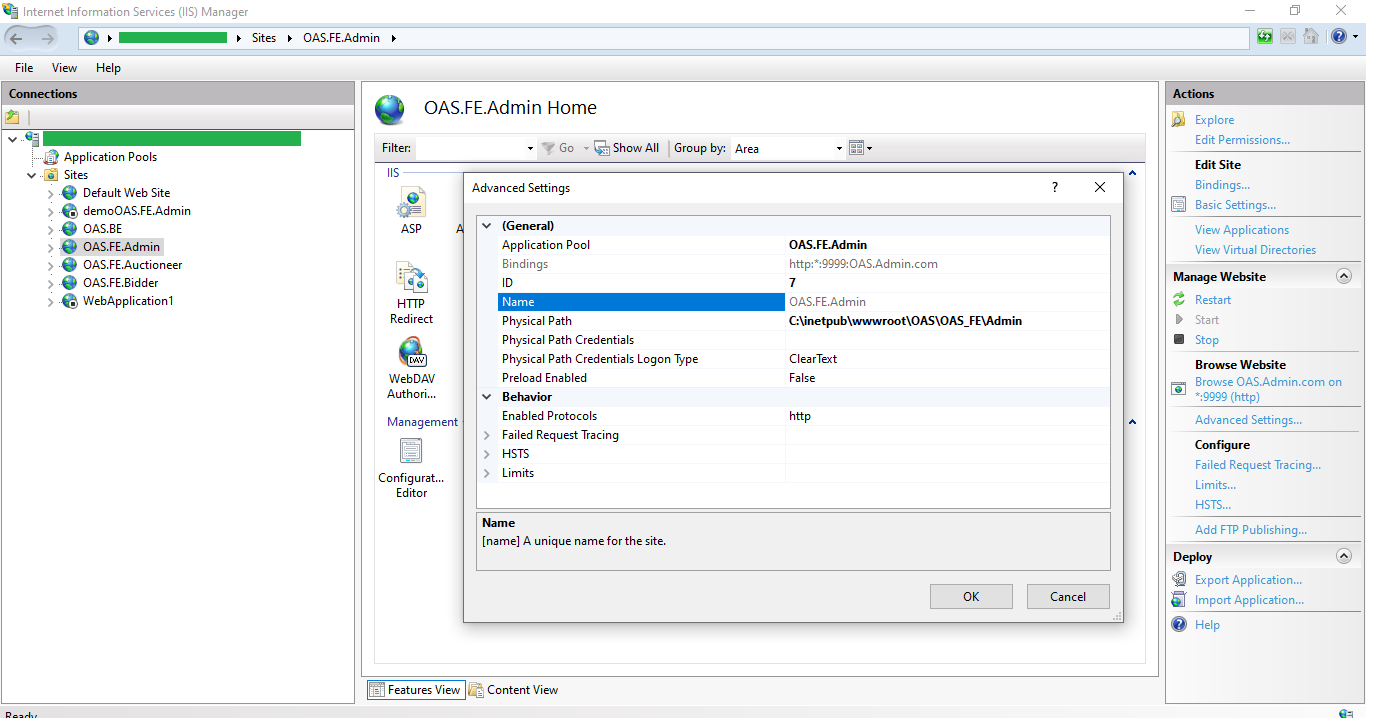 Internet Information Services (IIS) Manager
Sites
OAS.FE.Admin
File View Help
Connections
Application Pools
Sites
Default Web Site
demoOAS.FE.Admin
OAS.BE
OAS.FE.Admin
OAS.FE.Auctioneer
OAS.FE.Bidder
WebApplication1
OAS.FE.Admin Home
Filter: Go Show All Group by: Area
IIS
ASP
A
HTTP
Redirect
WebDAV
Authori...
Management
Configurat...
Editor
Advanced Settings
?
(General)
Application Pool OAS.FE.Admin
Bindings http:*:9999:OAS.Admin.com
ID 7
Name OAS.FE.Admin
Physical Path C:\inetpub\wwwroot\OAS\OAS_FE\Admin
Physical Path Credentials
Physical Path Credentials Logon Type ClearText
Preload Enabled False
Behavior
Enabled Protocols http
Failed Request Tracing
HSTS
Limits
Name
[name] A unique name for the site.
OK Cancel
Features View Content View
Actions
Explore
Edit Permissions...
Edit Site
Bindings...
Basic Settings...
View Applications
View Virtual Directories
Manage Website
Restart
Start
Stop
Browse Website
Browse OAS.Admin.com on
*:9999 (http)
Advanced Settings...
Configure
Failed Request Tracing...
Limits...
HSTS...
Add FTP Publishing...
Deploy
Export Application...
Import Application...
Help
Ready